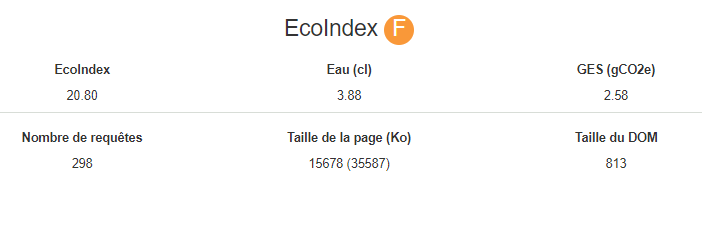 EcoIndex F
EcoIndex Eau (cl) GES (gCO2e)
20.80 3.88 2.58
Nombre de requêtes Taille de la page (Ko) Taille du DOM
298 15678 (35587) 813